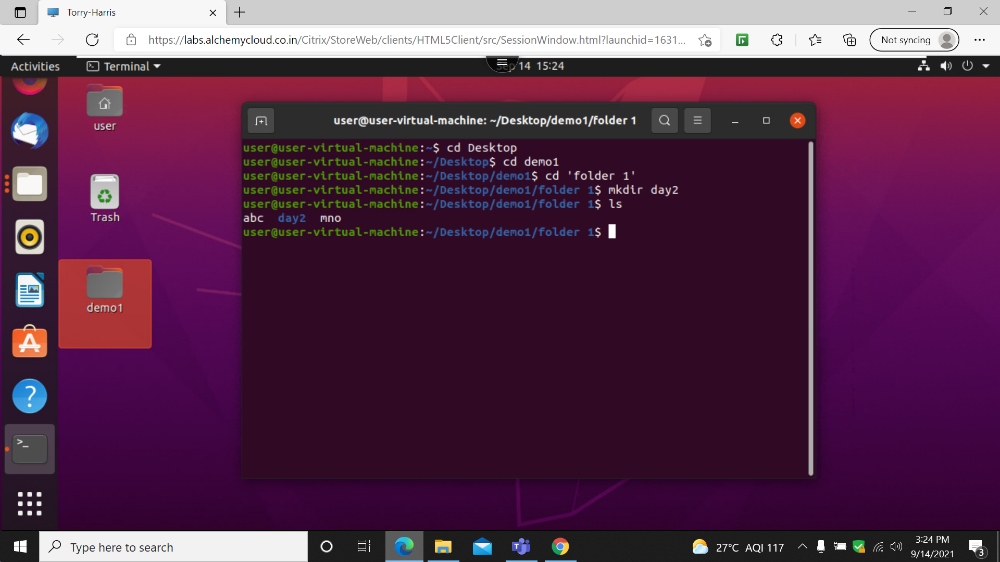 Torry-Harris
https://labs.alchemycloud.co.in/Citrix/StoreWeb/clients/HTML5Client/src/SessionWindow.html?launchid=1631...
Not syncing
Activities
Terminal
Sep 14 15:24
user
Trash
demo1
user@user-virtual-machine: ~/Desktop/demo1/folder 1
user@user-virtual-machine:~$ cd Desktop
user@user-virtual-machine:~/Desktop$ cd demo1
user@user-virtual-machine:~/Desktop/demo1$ cd 'folder 1'
user@user-virtual-machine:~/Desktop/demo1/folder 1$ mkdir day2
user@user-virtual-machine:~/Desktop/demo1/folder 1$ ls
abc day2 mno
user@user-virtual-machine:~/Desktop/demo1/folder 1$
Type here to search
27°C AQI 117
3:24 PM
9/14/2021
3